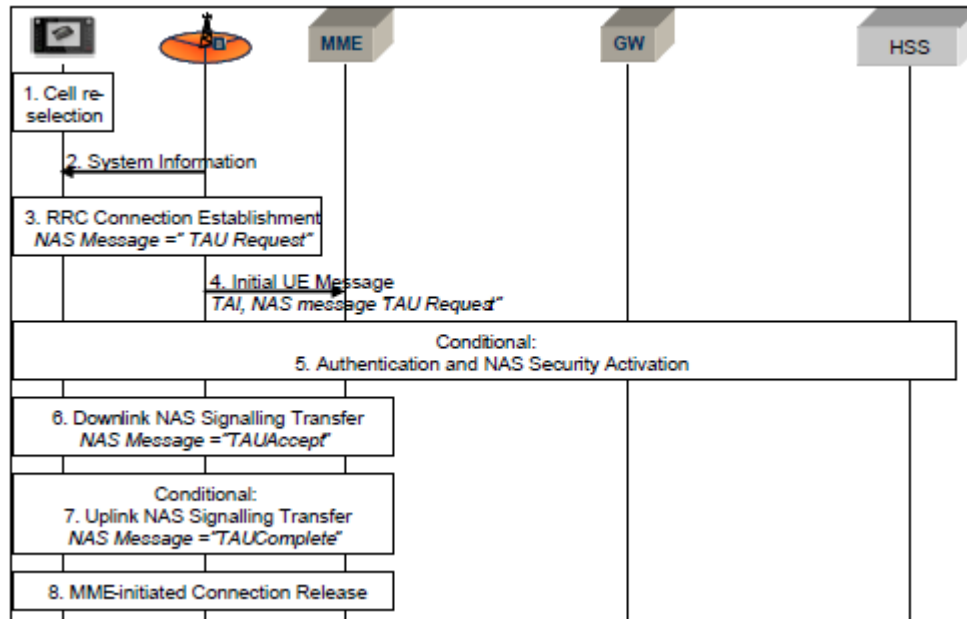 MME
GW
HSS
1. Cell re-
selection
2. System Information
3. RRC Connection Establishment
NAS Message =" TAU Request"
4. Initial UE Message
TAI, NAS message TAU Request"
Conditional:
5. Authentication and NAS Security Activation
6. Downlink NAS Signalling Transfer
NAS Message ="TAUAccept"
Conditional:
7. Uplink NAS Signalling Transfer
NAS Message ="TAUComplete"
8. MME-initiated Connection Release